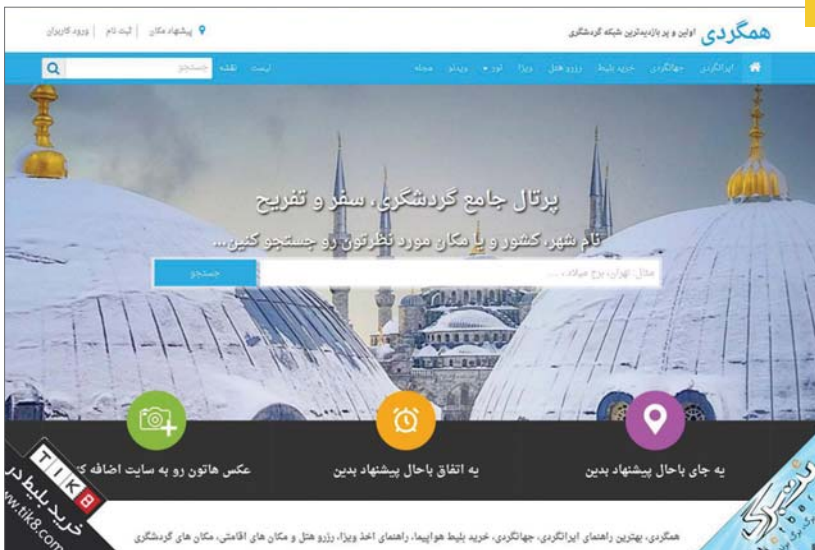 همگردی اولین و پر بازدیدترین شبکه گردشگری
پیشنهاد مکان | ثبت نام | ورود کاربران
ایرانگردی جهانگردی خرید بلیط رزرو هتل ویزا تور ویدئو مجله
لیست نقشه جستجو
پرتال جامع گردشگری، سفر و تفریح
نام شهر، کشور و یا مکان مورد نظرتون رو جستجو کنین...
مثال: تهران، برج میلاد، ...
جستجو
یه جای باحال پیشنهاد بدین
یه اتفاق باحال پیشنهاد بدین
عکس هاتون رو به سایت اضافه
TIK8
خرید بلیط در
www.tik8.com
همگردی، بهترین راهنمای ایرانگردی، جهانگردی، خرید بلیط هواپیما، راهنمای اخذ ویزا، رزرو هتل و مکان های اقامتی، مکان های گردشگری